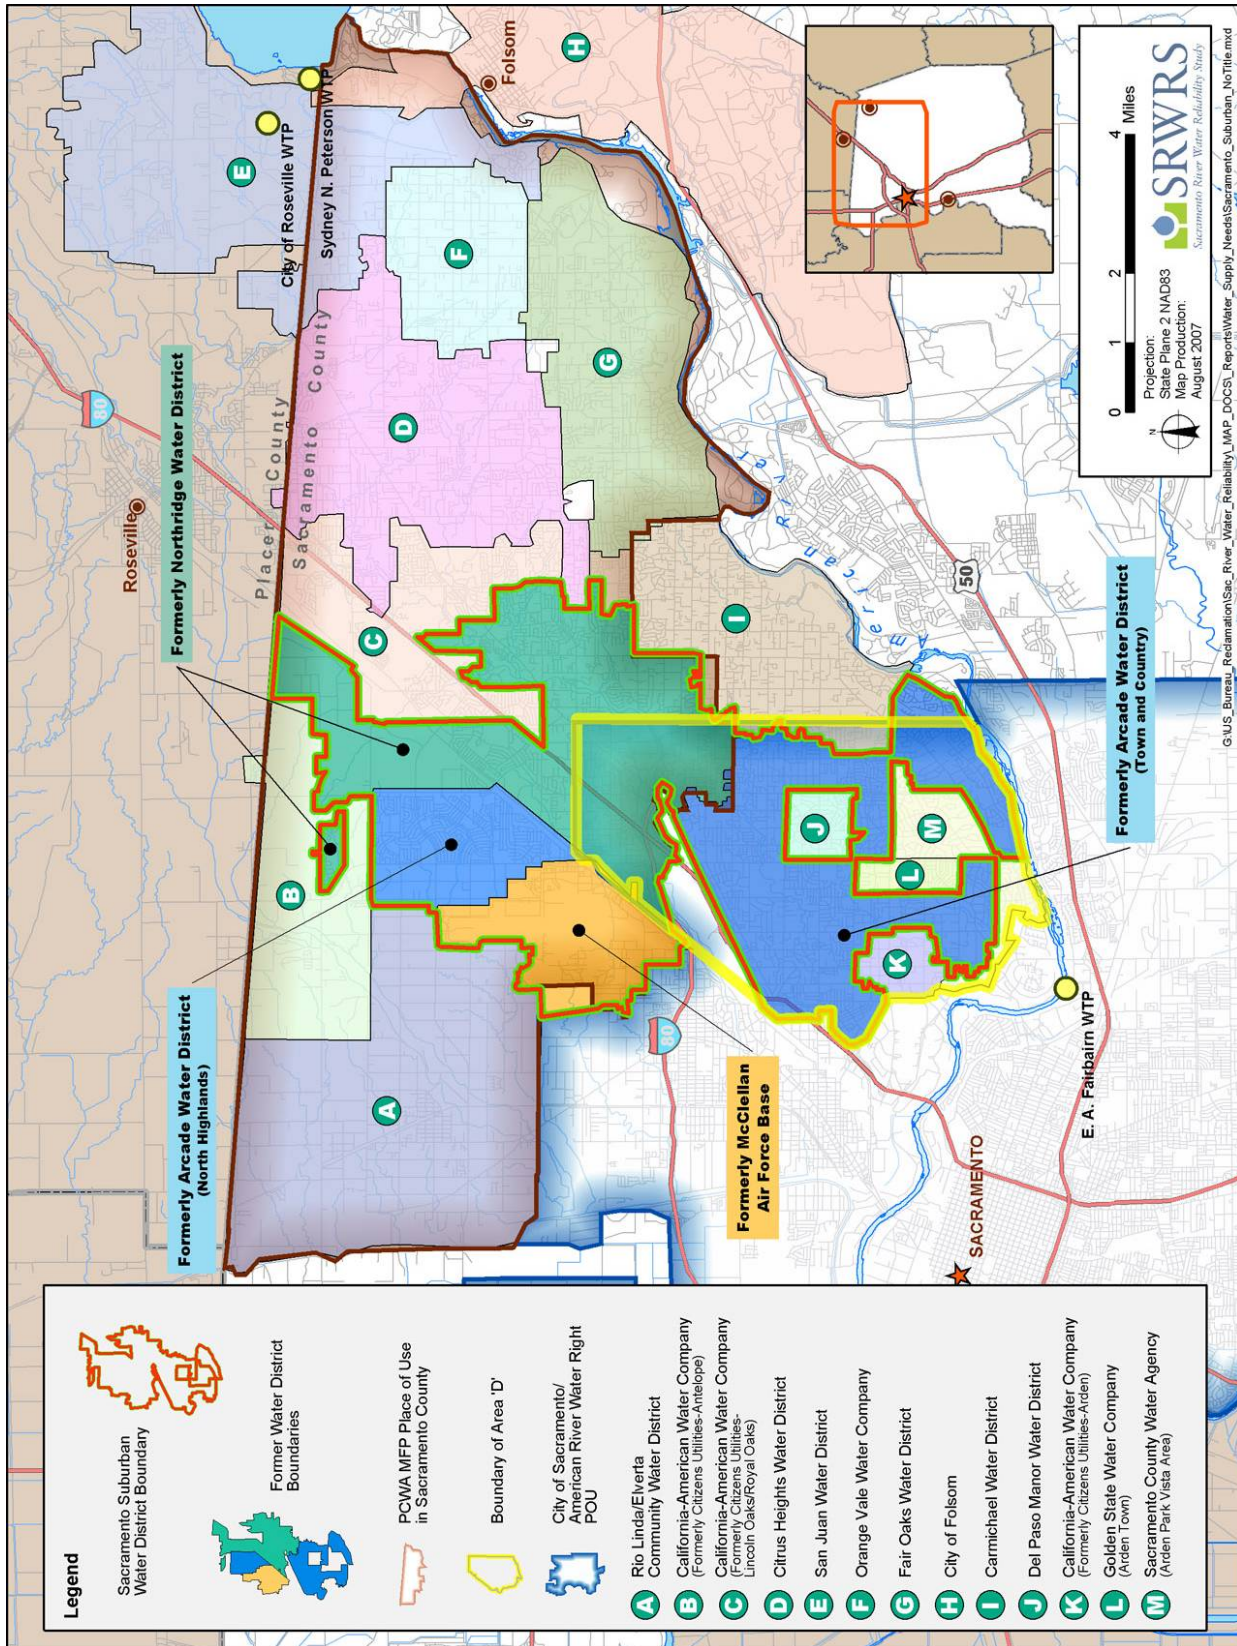 Legend
Sacramento Suburban
Water District Boundary
Former Water District
Boundaries
PCWA MFP Place of Use
in Sacramento County
Boundary of Area 'D'
City of Sacramento/
American River Water Right
POU
A Rio Linda/Elverta
Community Water District
B California-American Water Company
(Formerly Citizens Utilities-Antelope)
C California-American Water Company
(Formerly Citizens Utilities-
Lincoln Oaks/Royal Oaks)
D Citrus Heights Water District
E San Juan Water District
F Orange Vale Water Company
G Fair Oaks Water District
H City of Folsom
I Carmichael Water District
J Del Paso Manor Water District
K California-American Water Company
(Formerly Citizens Utilities-Arden)
L Golden State Water Company
(Arden Town)
M Sacramento County Water Agency
(Arden Park Vista Area)
Formerly Arcade Water District
(North Highlands)
Formerly Northridge Water District
Formerly McClellan
Air Force Base
Formerly Arcade Water District
(Town and Country)
Roseville
80
Placer County
Sacramento County
City of Roseville WTP
Sydney N. Peterson WTP
Folsom
A
B
C
D
E
F
G
H
I
J
K
L
M
80
American River
50
E. A. Fairbairn WTP
SACRAMENTO
0 1 2 4
Miles
N
Projection:
State Plane 2 NAD83
Map Production:
August 2007
SRWRS
Sacramento River Water Reliability Study
G:\US_Bureau_Reclamation\Sac_River_Water_Reliability\_MAP_DOCS\_Reports\Water_Supply_Needs\Sacramento_Suburban_NoTitle.mxd